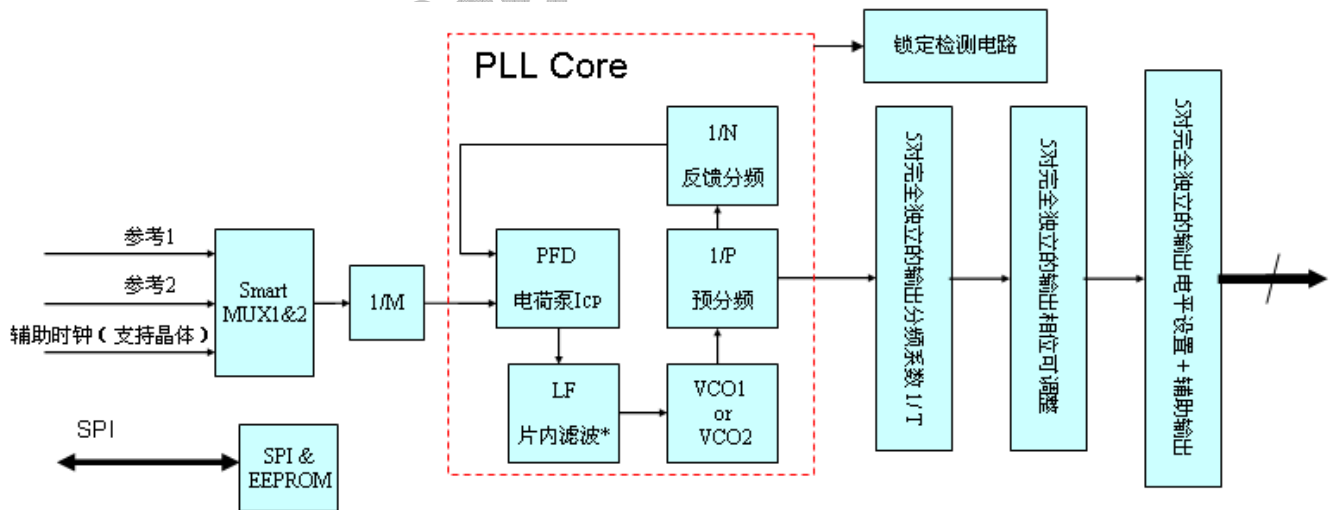 PLL Core
锁定检测电路
1/N
反馈分频
参考1
参考2
辅助时钟（支持晶体）
Smart
MUX1&2
1/M
PFD
电荷泵Icp
1/P
预分频
LF
片内滤波*
VCO1
or
VCO2
5对完全独立的输出分频系数 1/T
5对完全独立的输出相位可调整
5对完全独立的输出电平设置＋辅助输出
SPI
SPI &
EEPROM